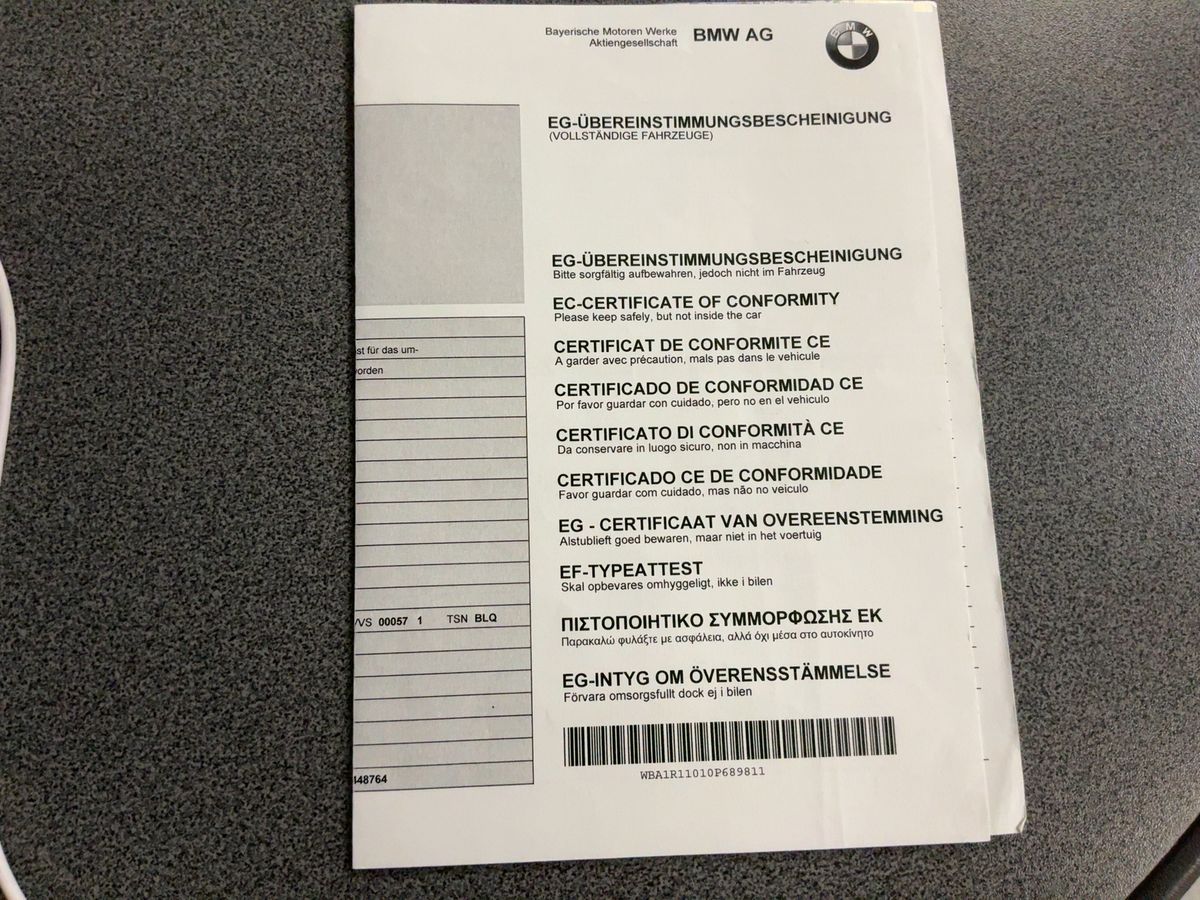 Bayerische Motoren Werke
Aktiengesellschaft
BMW AG
BMW
EG-ÜBEREINSTIMMUNGSBESCHEINIGUNG
(VOLLSTÄNDIGE FAHRZEUGE)
EG-ÜBEREINSTIMMUNGSBESCHEINIGUNG
Bitte sorgfältig aufbewahren, jedoch nicht im Fahrzeug
EC-CERTIFICATE OF CONFORMITY
Please keep safely, but not inside the car
CERTIFICAT DE CONFORMITE CE
A garder avec précaution, mals pas dans le vehicule
CERTIFICADO DE CONFORMIDAD CE
Por favor guardar con cuidado, pero no en el vehiculo
CERTIFICATO DI CONFORMITÀ CE
Da conservare in luogo sicuro, non in macchina
CERTIFICADO CE DE CONFORMIDADE
Favor guardar com cuidado, mas não no veiculo
EG - CERTIFICAAT VAN OVEREENSTEMMING
Alstublieft goed bewaren, maar niet in het voertuig
EF-TYPEATTEST
Skal opbevares omhyggeligt, ikke i bilen
ΠΙΣΤΟΠΟΙΗΤΙΚΟ ΣΥΜΜΟΡΦΩΣΗΣ ΕΚ
Παρακαλώ φυλάξτε με ασφάλεια, αλλά όχι μέσα στο αυτοκίνητο
EG-INTYG OM ÖVERENSSTÄMMELSE
Förvara omsorgsfullt dock ej i bilen
WBA1R11010P689811
ist für das um-
worden
VVS 00057 1 TSN BLQ
448764